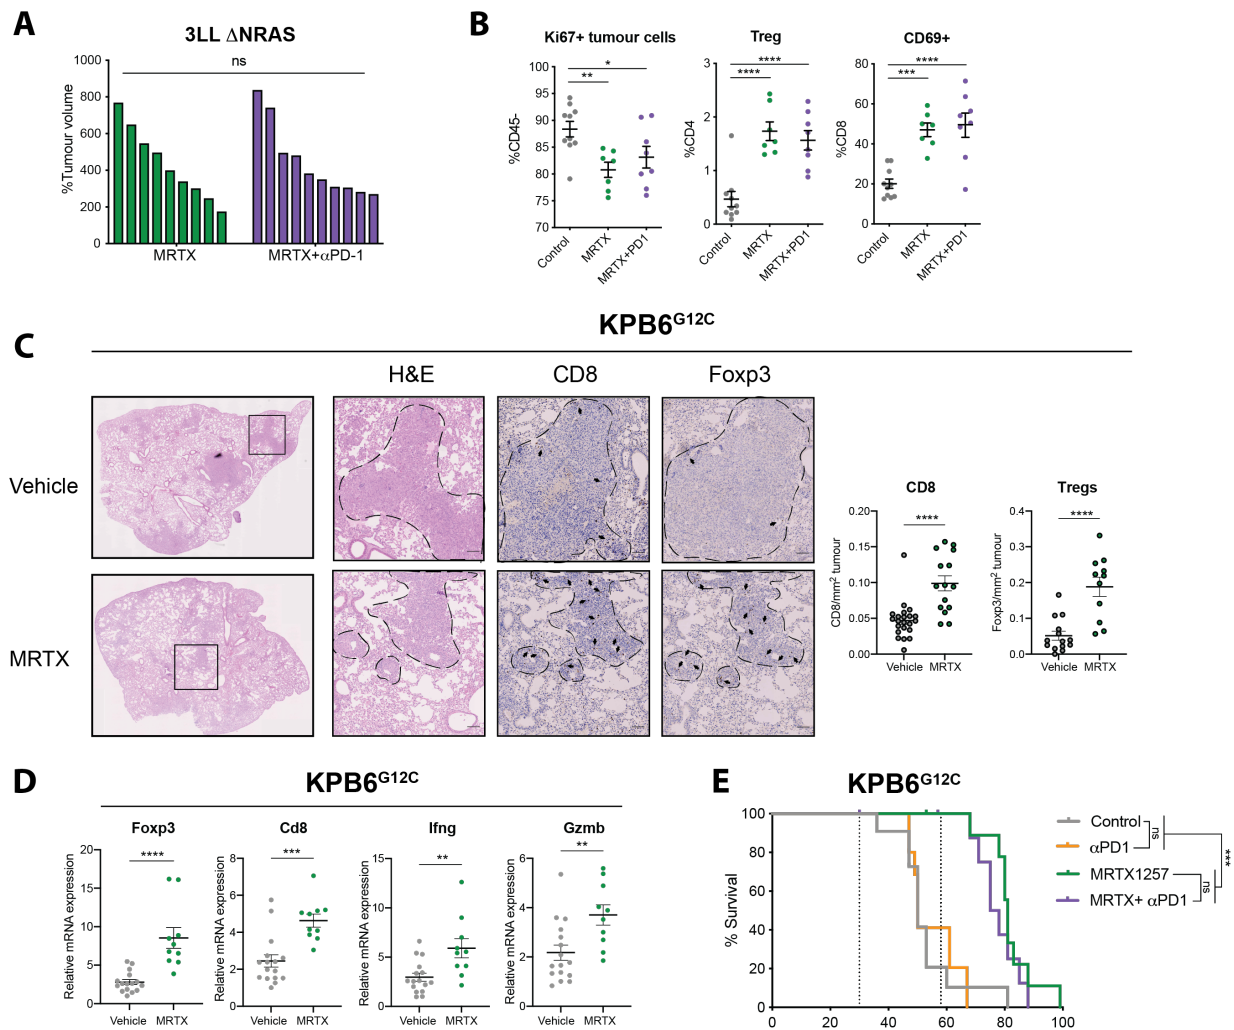 A
3LL ΔNRAS
ns
%Tumour volume
1000
800
600
400
200
0
MRTX
MRTX+αPD-1
B
Ki67+ tumour cells
Treg
CD69+
*
**
****
****
****
***
%CD45-
100
95
90
85
80
75
70
%CD4
3
2
1
0
%CD8
80
60
40
20
0
Control
MRTX
MRTX+PD1
Control
MRTX
MRTX+PD1
Control
MRTX
MRTX+PD1
C
KPB6G12C
H&E
CD8
Foxp3
Vehicle
MRTX
CD8
****
CD8/mm2 tumour
0.20
0.15
0.10
0.05
0.00
Vehicle
MRTX
Tregs
****
Foxp3/mm2 tumour
0.4
0.3
0.2
0.1
0.0
Vehicle
MRTX
D
KPB6G12C
Foxp3
****
Relative mRNA expression
20
15
10
5
0
Vehicle
MRTX
Cd8
***
Relative mRNA expression
8
6
4
2
0
Vehicle
MRTX
Ifng
**
Relative mRNA expression
15
10
5
0
Vehicle
MRTX
Gzmb
**
Relative mRNA expression
6
4
2
0
Vehicle
MRTX
E
KPB6G12C
% Survival
100
80
60
40
20
0
0
20
40
60
80
100
Control
αPD1
MRTX1257
MRTX+ αPD1
ns
ns
***